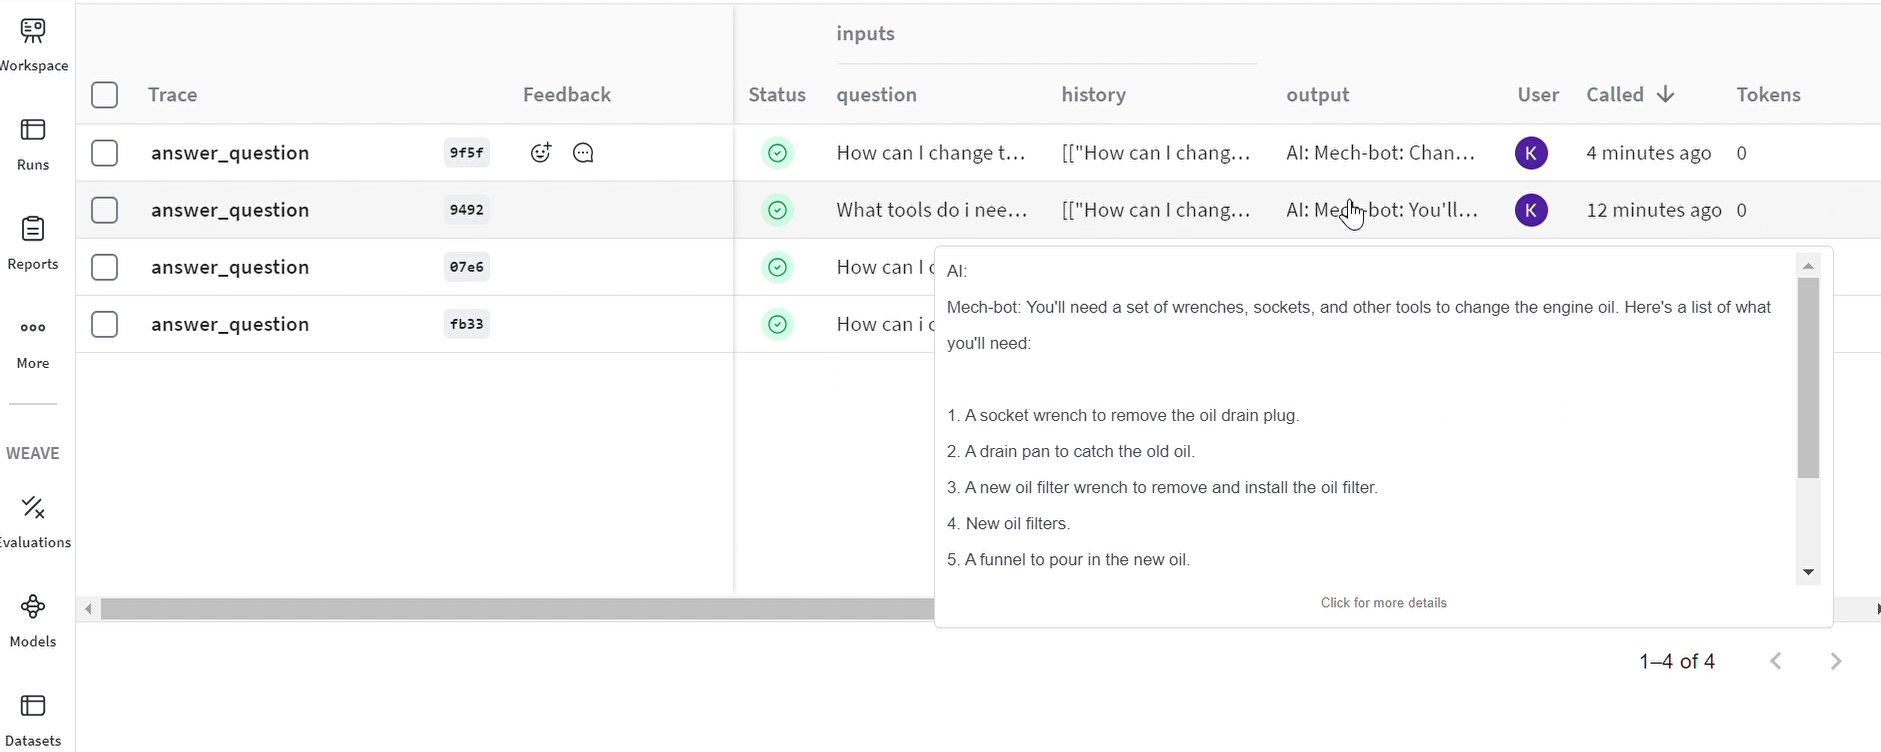 Workspace
Runs
Reports
More
WEAVE
Evaluations
Models
Datasets
inputs
Trace Feedback Status question history output User Called Tokens
answer_question 9f5f How can I change t... [["How can I chang... AI: Mech-bot: Chan... K 4 minutes ago 0
answer_question 9492 What tools do i nee... [["How can I chang... AI: Mech-bot: You'll... K 12 minutes ago 0
answer_question 07e6 How can I
answer_question fb33 How can i
AI:
Mech-bot: You'll need a set of wrenches, sockets, and other tools to change the engine oil. Here's a list of what
you'll need:
1. A socket wrench to remove the oil drain plug.
2. A drain pan to catch the old oil.
3. A new oil filter wrench to remove and install the oil filter.
4. New oil filters.
5. A funnel to pour in the new oil.
Click for more details
1–4 of 4